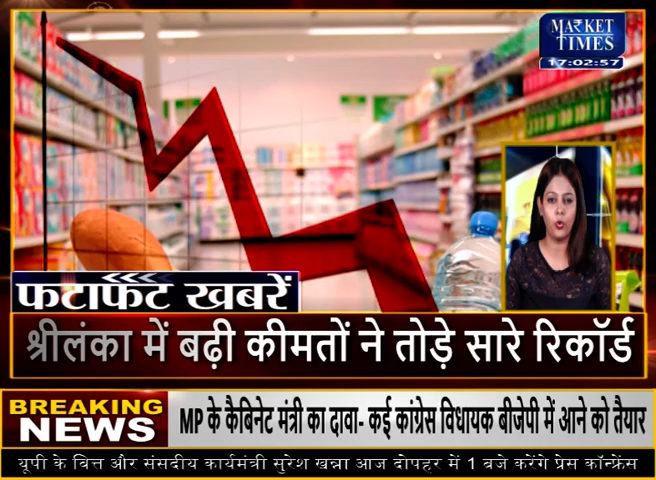 MARKET
TIMES
17:02:57
फटाफट खबरें
श्रीलंका में बढ़ी कीमतों ने तोड़े सारे रिकॉर्ड
BREAKING
NEWS
MP के कैबिनेट मंत्री का दावा- कई कांग्रेस विधायक बीजेपी में आने को तैयार
यूपी के वित्त और संसदीय कार्यमंत्री सुरेश खन्ना आज दोपहर में 1 बजे करेंगे प्रेस कॉन्फ्रेंस